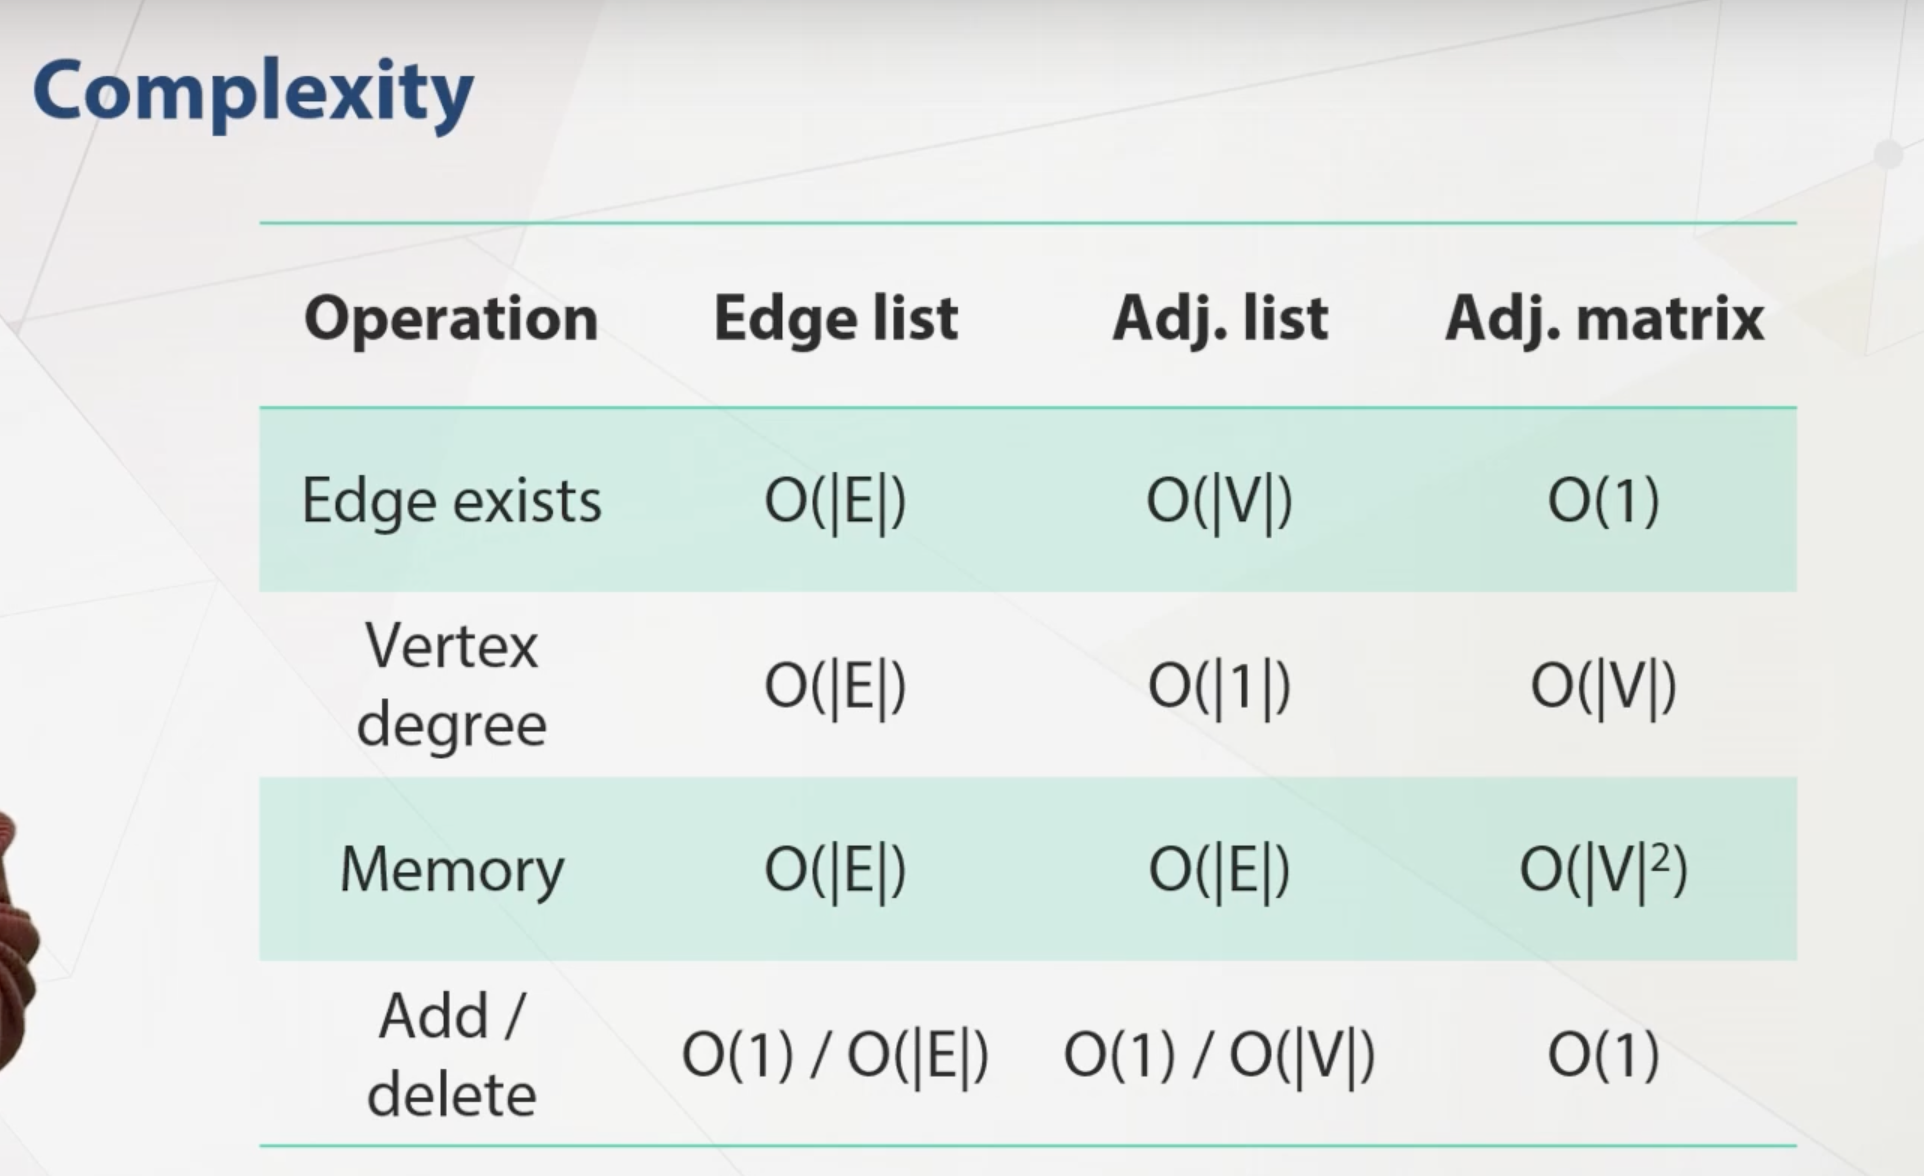 Complexity
Operation Edge list Adj. list Adj. matrix
Edge exists O(|E|) O(|V|) O(1)
Vertex
degree O(|E|) O(|1|) O(|V|)
Memory O(|E|) O(|E|) O(|V|²)
Add /
delete O(1) / O(|E|) O(1) / O(|V|) O(1)